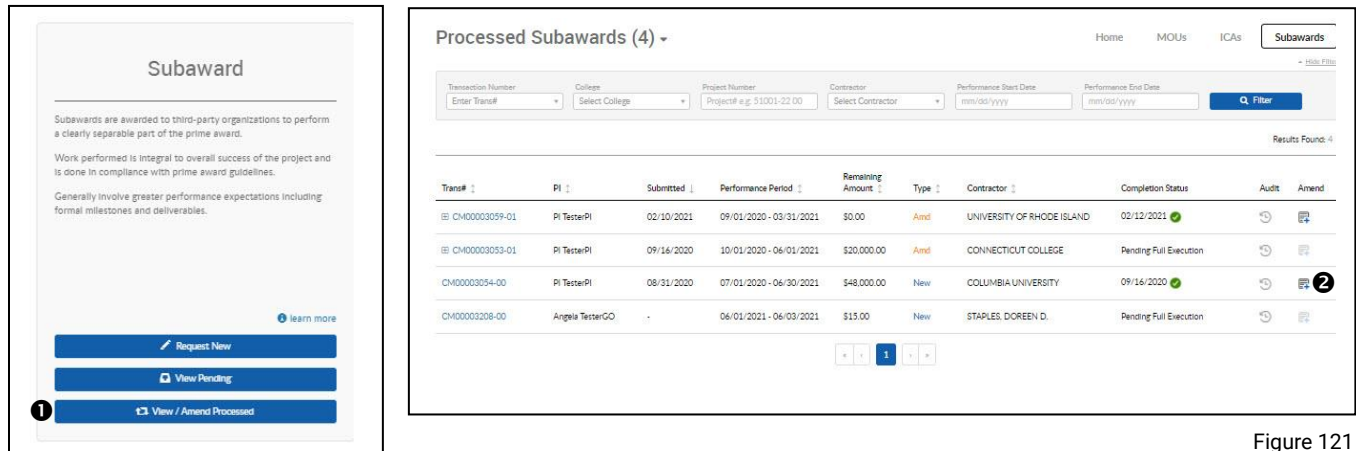 Subaward
Subawards are awarded to third-party organizations to perform
a clearly separable part of the prime award.
Work performed is integral to overall success of the project and
is done in compliance with prime award guidelines.
Generally involve greater performance expectations including
formal milestones and deliverables.
learn more
Request New
View Pending
❶ View / Amend Processed
Processed Subawards (4)
Home MOUs ICAs Subawards
Hide Filte
Transaction Number College Project Number Contractor Performance Start Date Performance End Date
Enter Trans# Select College Project# e.g: 51001-22 00 Select Contractor mm/dd/yyyy mm/dd/yyyy Filter
Results Found: 4
Trans# PI Submitted Performance Period Remaining Amount Type Contractor Completion Status Audit Amend
CM00003059-01 PI TesterPI 02/10/2021 09/01/2020 - 03/31/2021 $0.00 Amd UNIVERSITY OF RHODE ISLAND 02/12/2021
CM00003053-01 PI TesterPI 09/16/2020 10/01/2020 - 06/01/2021 $20,000.00 Amd CONNECTICUT COLLEGE Pending Full Execution
CM00003054-00 PI TesterPI 08/31/2020 07/01/2020 - 06/30/2021 $48,000.00 New COLUMBIA UNIVERSITY 09/16/2020 ❷
CM00003208-00 Angela TesterGO - 06/01/2021 - 06/03/2021 $15.00 New STAPLES, DOREEN D. Pending Full Execution
« ‹ 1 › »
Figure 121